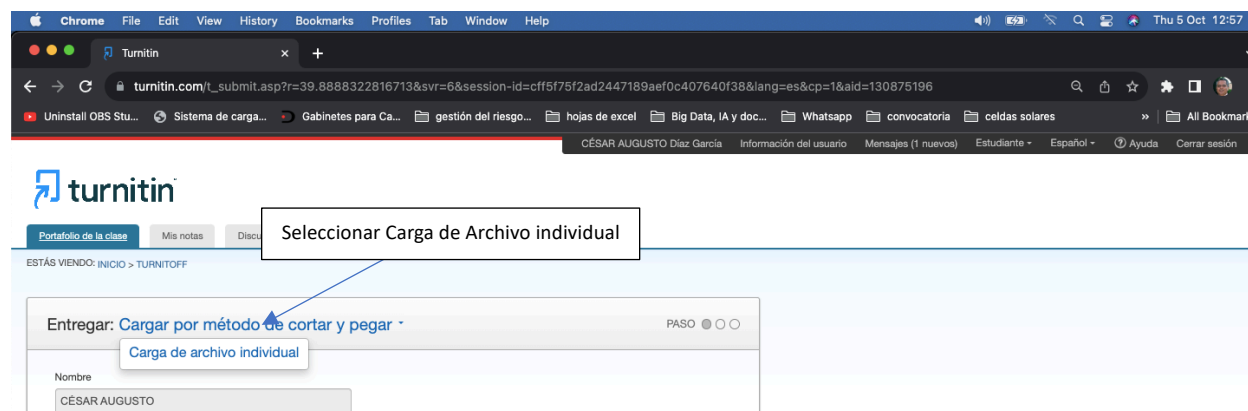 Chrome File Edit View History Bookmarks Profiles Tab Window Help Thu 5 Oct 12:57
Turnitin
turnitin.com/t_submit.asp?r=39.8888322816713&svr=6&session-id=cff5f75f2ad2447189aef0c407640f38&lang=es&cp=1&aid=130875196
Uninstall OBS Stu... Sistema de carga... Gabinetes para Ca... gestión del riesgo... hojas de excel Big Data, IA y doc... Whatsapp convocatoria celdas solares » All Bookmar
CÉSAR AUGUSTO Díaz García Información del usuario Mensajes (1 nuevos) Estudiante Español Ayuda Cerrar sesión
turnitin
Seleccionar Carga de Archivo individual
Portafolio de la clase Mis notas Discu
ESTÁS VIENDO: INICIO > TURNITOFF
Entregar: Cargar por método de cortar y pegar PASO
Carga de archivo individual
Nombre
CÉSAR AUGUSTO